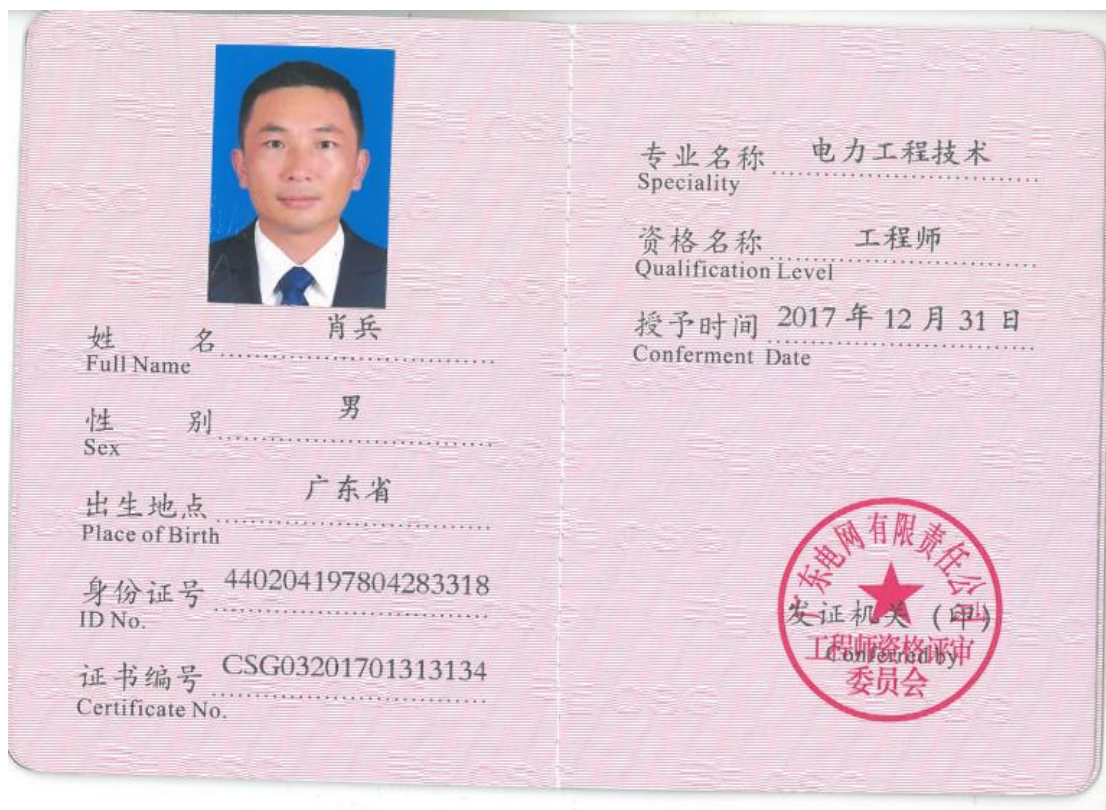 姓 名 肖兵
Full Name
性 别 男
Sex
出生地点 广东省
Place of Birth
身份证号 440204197804283318
ID No.
证书编号 CSG03201701313134
Certificate No.
专业名称 电力工程技术
Speciality
资格名称 工程师
Qualification Level
授予时间 2017 年 12 月 31 日
Conferment Date
广东电网有限责任公司
发证机关(印)
工程师资格评审
Conferred by
委员会